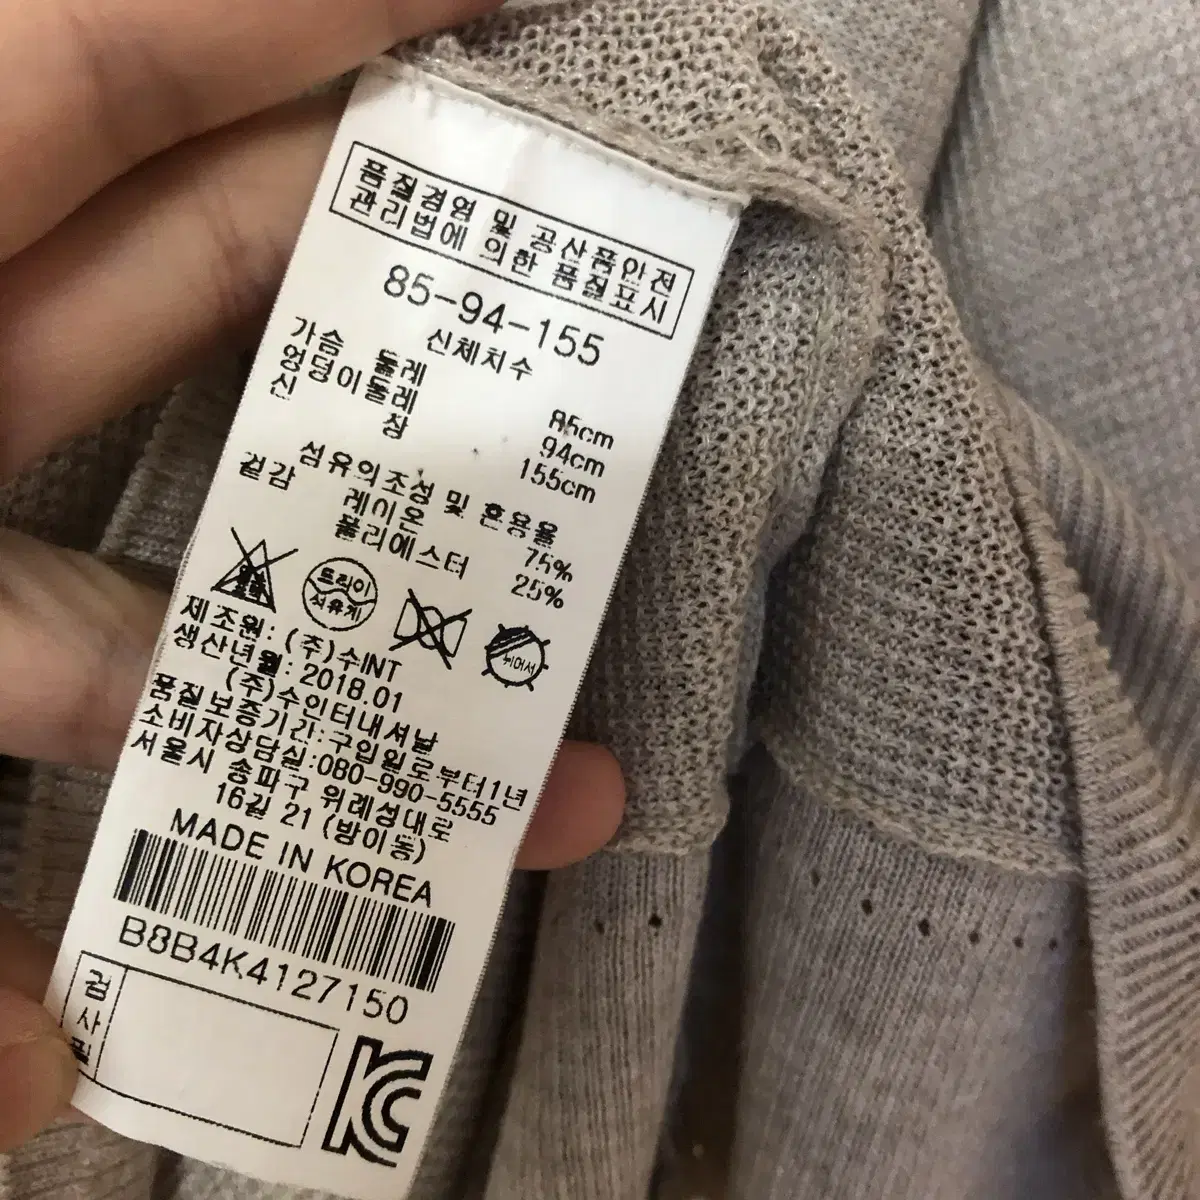 품질경영 및 공산품안전
관리법에 의한 품질표시
85-94-155
신체치수
가슴 둘레 85cm
엉덩이둘레 94cm
신 장 155cm
섬유의조성 및 혼용율
겉감 레이온 75%
폴리에스터 25%
드라이
석유계
뉘어서
제조원: (주)수INT
생산년월: 2018.01
(주)수인터내셔날
품질보증기간:구입일로부터1년
소비자상담실:080-990-5555
서울시 송파구 위례성대로
16길 21 (방이동)
MADE IN KOREA
B8B4K4127150
검사필
KC